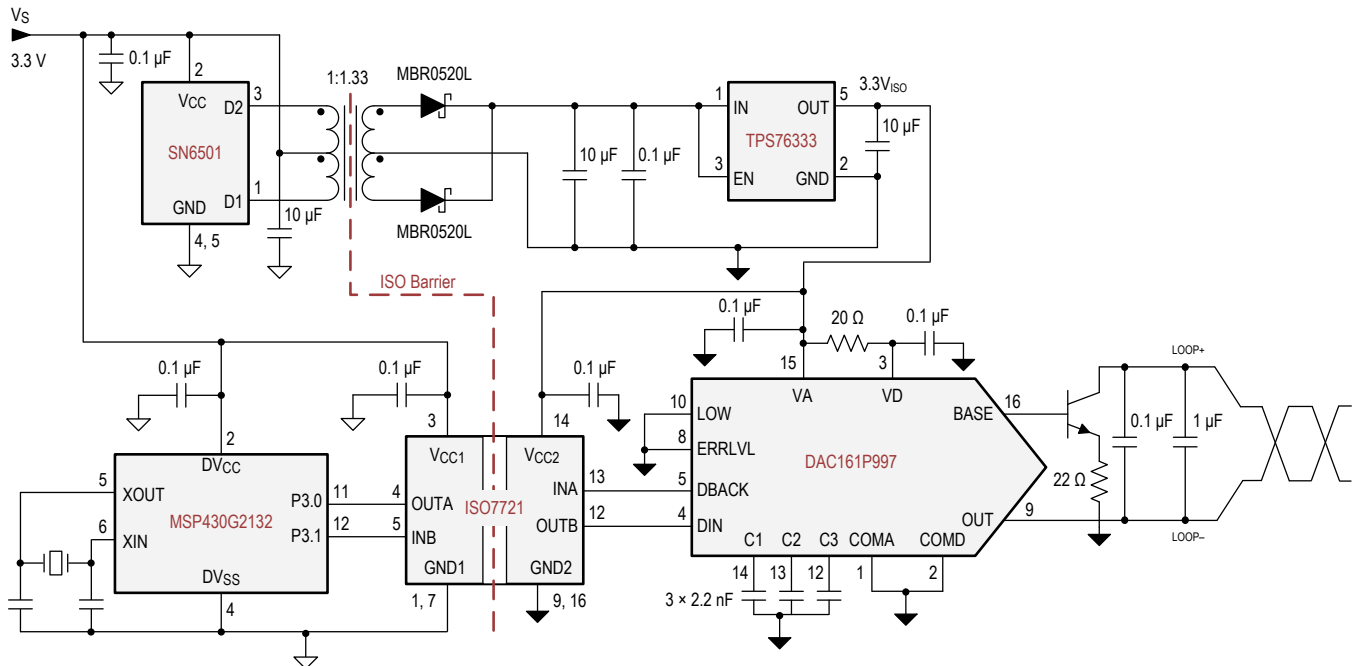 VS
3.3 V
0.1 µF
2
VCC
D2
3
SN6501
D1
1
GND
4, 5
10 µF
1:1.33
MBR0520L
MBR0520L
10 µF
0.1 µF
1
IN
OUT
5
TPS76333
3
EN
GND
2
3.3VISO
10 µF
ISO Barrier
0.1 µF
20 Ω
0.1 µF
15
3
VA
VD
10
LOW
8
ERRLVL
BASE
16
DAC161P997
5
DBACK
4
DIN
OUT
9
C1
C2
C3
COMA
COMD
14
13
12
1
2
3 × 2.2 nF
LOOP+
0.1 µF
1 µF
22 Ω
LOOP–
0.1 µF
2
DVCC
5
XOUT
P3.0
11
MSP430G2132
6
XIN
P3.1
12
DVSS
4
0.1 µF
3
14
0.1 µF
VCC1
VCC2
4
OUTA
INA
13
ISO7721
5
INB
OUTB
12
GND1
GND2
1, 7
9, 16